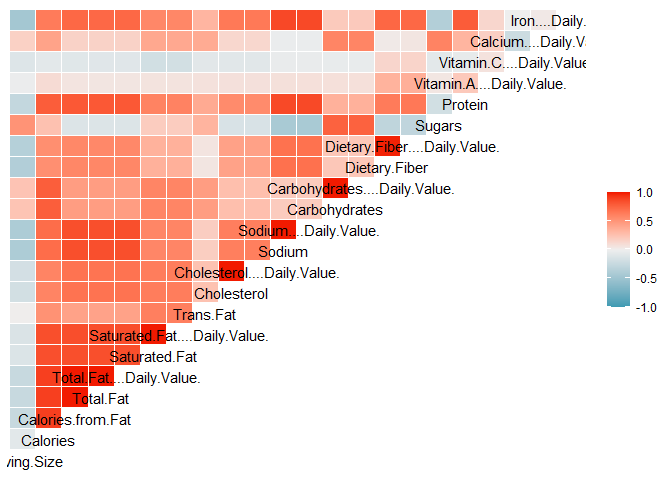 Iron....Daily.
Calcium....Daily.Va
Vitamin.C....Daily.Value
Vitamin.A....Daily.Value.
Protein
Sugars
Dietary.Fiber....Daily.Value.
Dietary.Fiber
Carbohydrates....Daily.Value.
Carbohydrates
Sodium....Daily.Value.
Sodium
Cholesterol....Daily.Value.
Cholesterol
Trans.Fat
Saturated.Fat....Daily.Value.
Saturated.Fat
Total.Fat....Daily.Value.
Total.Fat
Calories.from.Fat
Calories
ving.Size
1.0
0.5
0.0
-0.5
-1.0